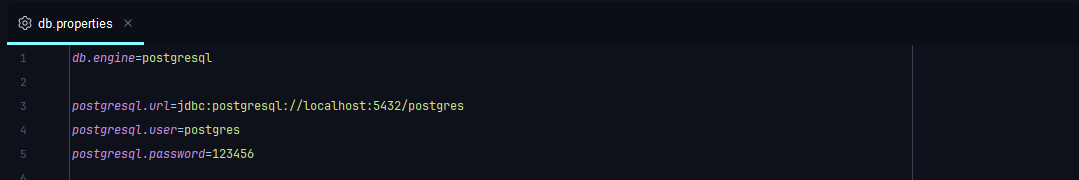 db.properties
1 db.engine=postgresql
2
3 postgresql.url=jdbc:postgresql://localhost:5432/postgres
4 postgresql.user=postgres
5 postgresql.password=123456
6